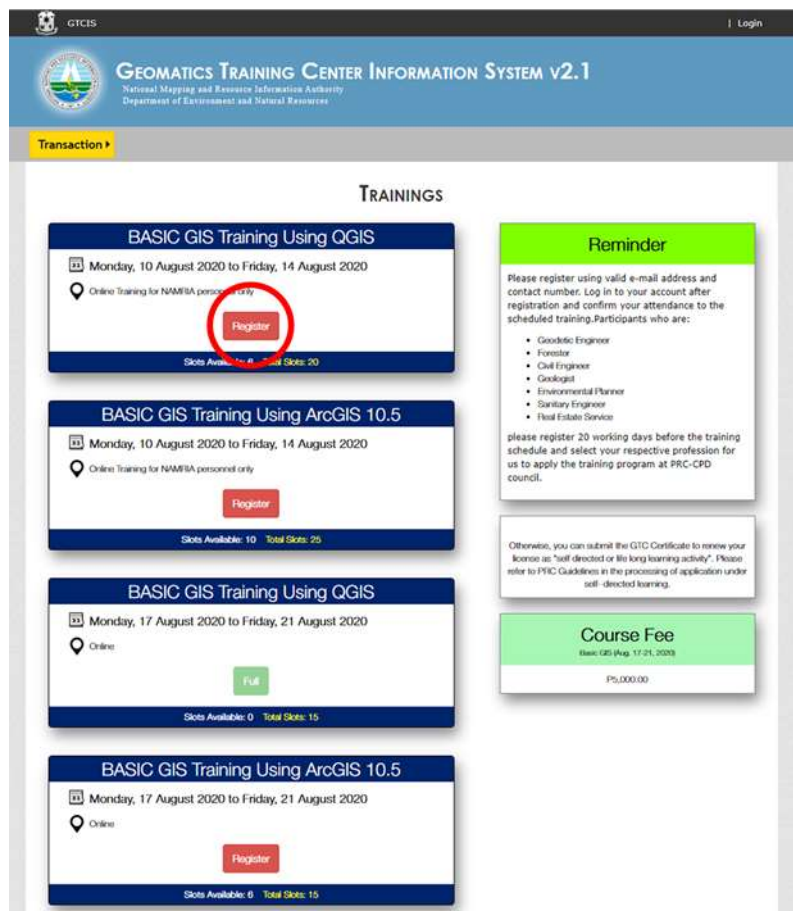 GTCIS
| Login
GEOMATICS TRAINING CENTER INFORMATION SYSTEM V2.1
National Mapping and Resource Information Authority
Department of Environment and Natural Resources
Transaction
TRAININGS
BASIC GIS Training Using QGIS
Monday, 10 August 2020 to Friday, 14 August 2020
Online Training for NAMRIA personnel only
Register
Slots Available: 6 Total Slots: 20
BASIC GIS Training Using ArcGIS 10.5
Monday, 10 August 2020 to Friday, 14 August 2020
Online Training for NAMRIA personnel only
Register
Slots Available: 10 Total Slots: 25
BASIC GIS Training Using QGIS
Monday, 17 August 2020 to Friday, 21 August 2020
Online
Full
Slots Available: 0 Total Slots: 15
BASIC GIS Training Using ArcGIS 10.5
Monday, 17 August 2020 to Friday, 21 August 2020
Online
Register
Slots Available: 6 Total Slots: 15
Reminder
Please register using valid e-mail address and
contact number. Log in to your account after
registration and confirm your attendance to the
scheduled training.Participants who are:
Geodetic Engineer
Forester
Civil Engineer
Geologist
Environmental Planner
Sanitary Engineer
Real Estate Service
please register 20 working days before the training
schedule and select your respective profession for
us to apply the training program at PRC-CPD
council.
Otherwise, you can submit the GTC Certificate to renew your
license as "self directed or life long learning activity". Please
refer to PRC Guidelines in the processing of application under
self- directed learning.
Course Fee
Basic GIS (Aug. 17-21, 2020)
P5,000.00